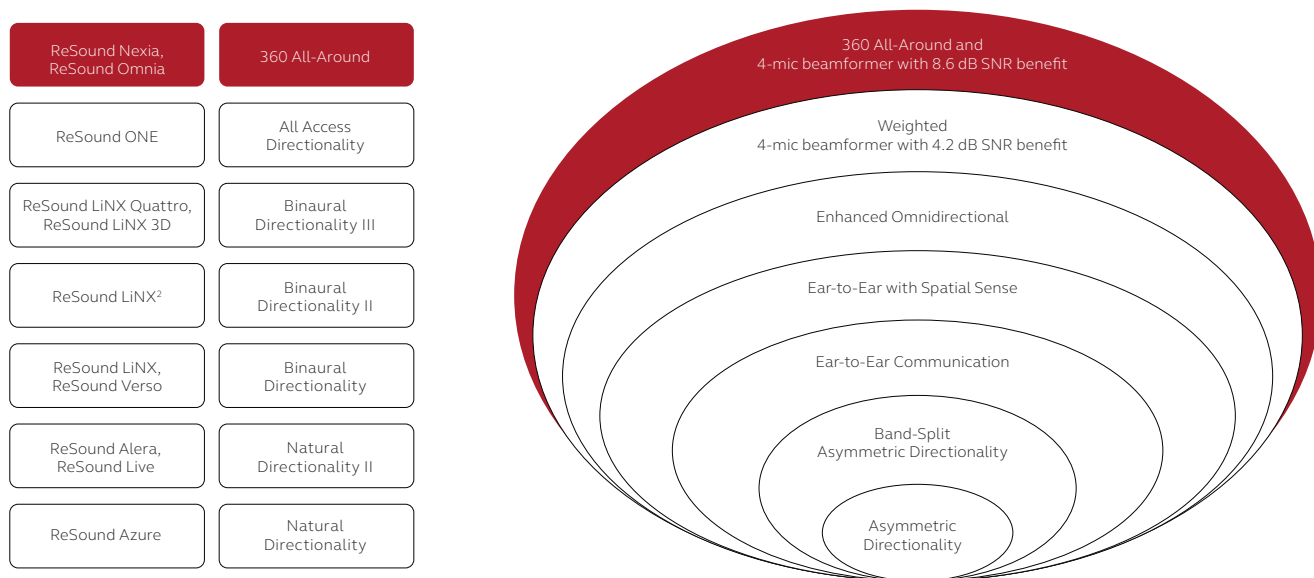 ReSound Nexia,
ReSound Omnia
360 All-Around
ReSound ONE
All Access
Directionality
ReSound LiNX Quattro,
ReSound LiNX 3D
Binaural
Directionality III
ReSound LiNX²
Binaural
Directionality II
ReSound LiNX,
ReSound Verso
Binaural
Directionality
ReSound Alera,
ReSound Live
Natural
Directionality II
ReSound Azure
Natural
Directionality
360 All-Around and
4-mic beamformer with 8.6 dB SNR benefit
Weighted
4-mic beamformer with 4.2 dB SNR benefit
Enhanced Omnidirectional
Ear-to-Ear with Spatial Sense
Ear-to-Ear Communication
Band-Split
Asymmetric Directionality
Asymmetric
Directionality